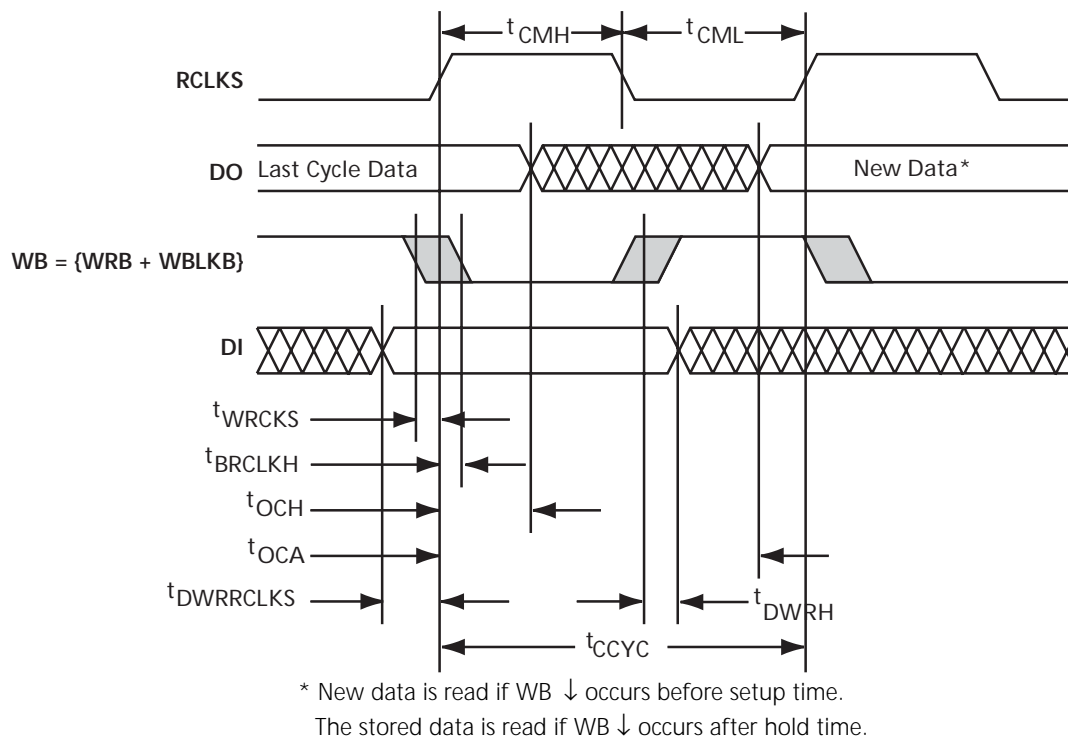 tCMH
tCML
RCLKS
DO
Last Cycle Data
New Data*
WB = {WRB + WBLKB}
DI
tWRCKS
tBRCLKH
tOCH
tOCA
tDWRRCLKS
tDWRH
tCCYC
* New data is read if WB ↓ occurs before setup time.
The stored data is read if WB ↓ occurs after hold time.